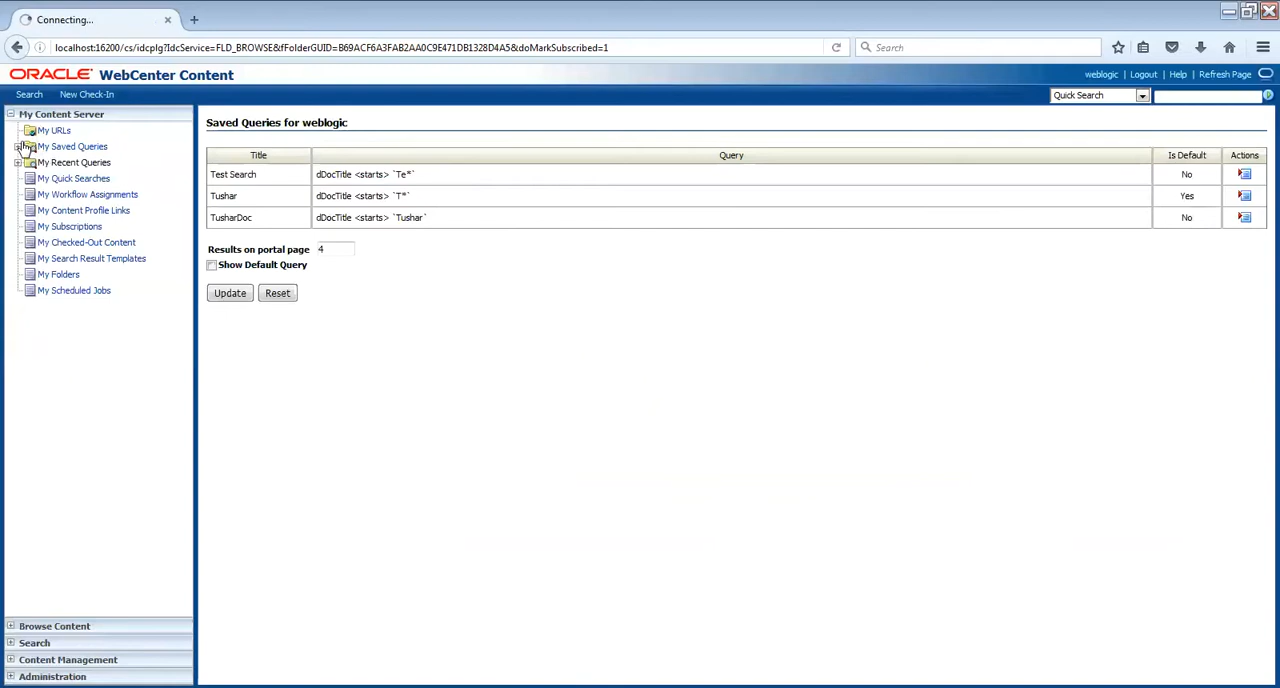 Connecting...
localhost:16200/cs/idcplg?IdcService=FLD_BROWSE&fFolderGUID=B69ACF6A3FAB2AA0C9E471DB1328D4A5&doMarkSubscribed=1
Search
ORACLE WebCenter Content
weblogic | Logout | Help | Refresh Page
Search New Check-In
Quick Search
My Content Server
My URLs
My Saved Queries
My Recent Queries
My Quick Searches
My Workflow Assignments
My Content Profile Links
My Subscriptions
My Checked-Out Content
My Search Result Templates
My Folders
My Scheduled Jobs
Browse Content
Search
Content Management
Administration
Saved Queries for weblogic
Title Query Is Default Actions
Test Search dDocTitle <starts> `Te*` No
Tushar dDocTitle <starts> `T*` Yes
TusharDoc dDocTitle <starts> `Tushar` No
Results on portal page 4
Show Default Query
Update Reset